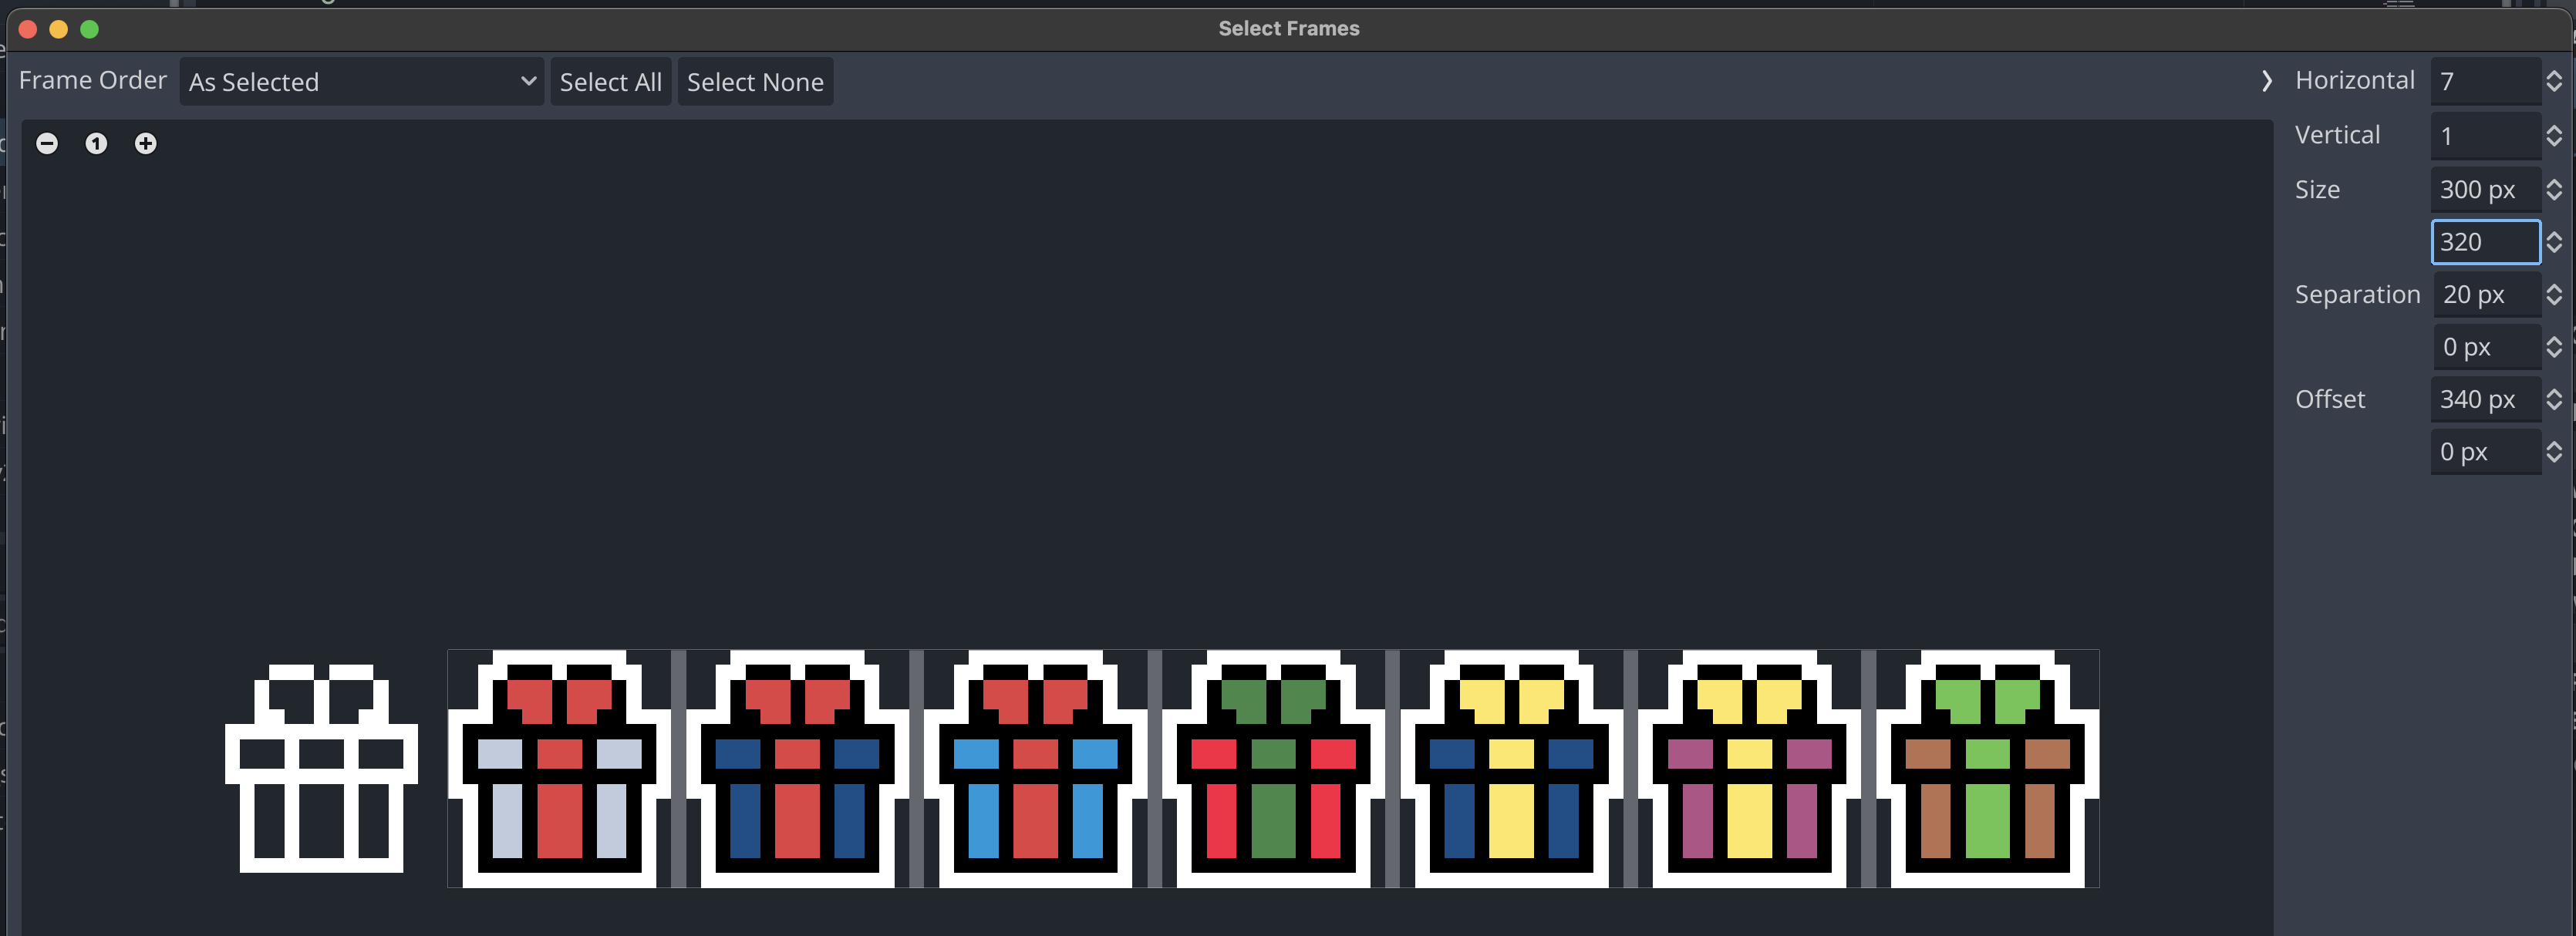 Select Frames
Frame Order As Selected Select All Select None
Horizontal 7
1
Vertical 1
Size 300 px
320
Separation 20 px
0 px
Offset 340 px
0 px